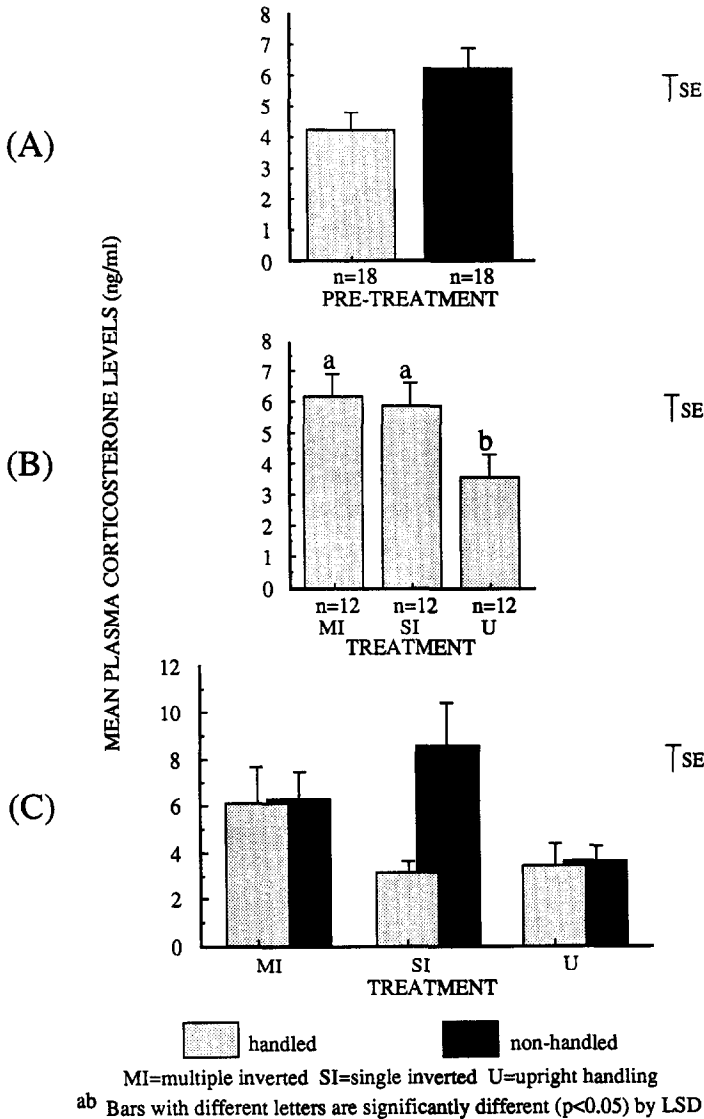 MEAN PLASMA CORTICOSTERONE LEVELS (ng/ml)
(A)
8
7
6
5
4
3
2
1
0
n=18 n=18
PRE-TREATMENT
SE
(B)
8
7
6
5
4
3
2
1
0
a a b
n=12 n=12 n=12
MI SI U
TREATMENT
SE
(C)
12
10
8
6
4
2
0
MI SI U
TREATMENT
SE
handled non-handled
MI=multiple inverted SI=single inverted U=upright handling
ab Bars with different letters are significantly different (p<0.05) by LSD